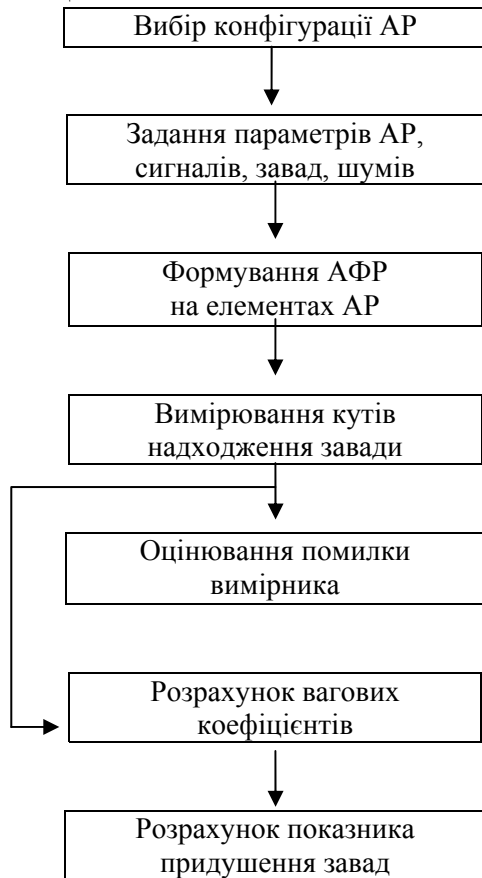 Вибір конфігурації АР
Задання параметрів АР,
сигналів, завад, шумів
Формування АФР
на елементах АР
Вимірювання кутів
надходження завади
Оцінювання помилки
вимірника
Розрахунок вагових
коефіцієнтів
Розрахунок показника
придушення завад